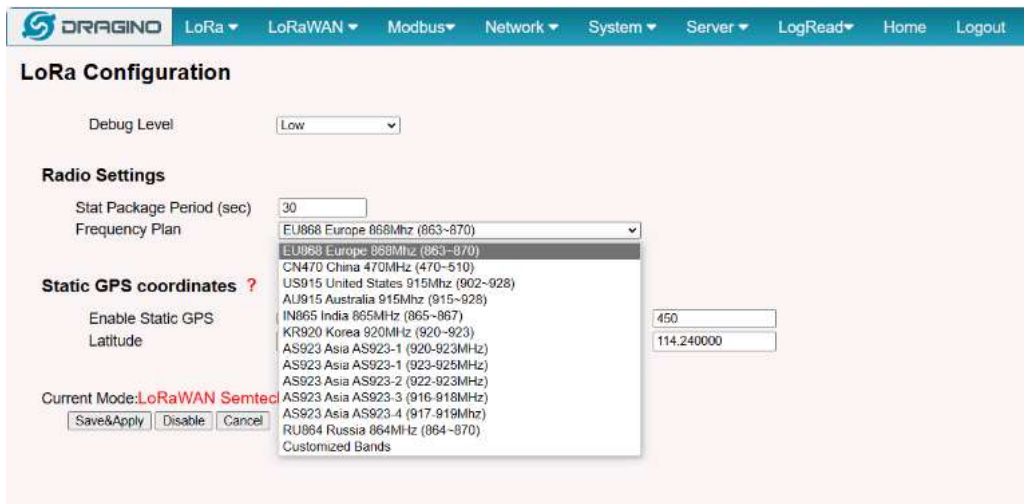 DRAGINO LoRa LoRaWAN Modbus Network System Server LogRead Home Logout
LoRa Configuration
Debug Level Low
Radio Settings
Stat Package Period (sec) 30
Frequency Plan EU868 Europe 868Mhz (863~870)
EU868 Europe 868Mhz (863~870)
CN470 China 470MHz (470~510)
US915 United States 915Mhz (902~928)
AU915 Australia 915Mhz (915~928)
IN865 India 865MHz (865~867)
KR920 Korea 920MHz (920~923)
AS923 Asia AS923-1 (920-923MHz)
AS923 Asia AS923-1 (923-925MHz)
AS923 Asia AS923-2 (922-923MHz)
AS923 Asia AS923-3 (916-918MHz)
AS923 Asia AS923-4 (917-919Mhz)
RU864 Russia 864MHz (864~870)
Customized Bands
Static GPS coordinates ?
Enable Static GPS 450
Latitude 114.240000
Current Mode:LoRaWAN Semtec
Save&Apply Disable Cancel